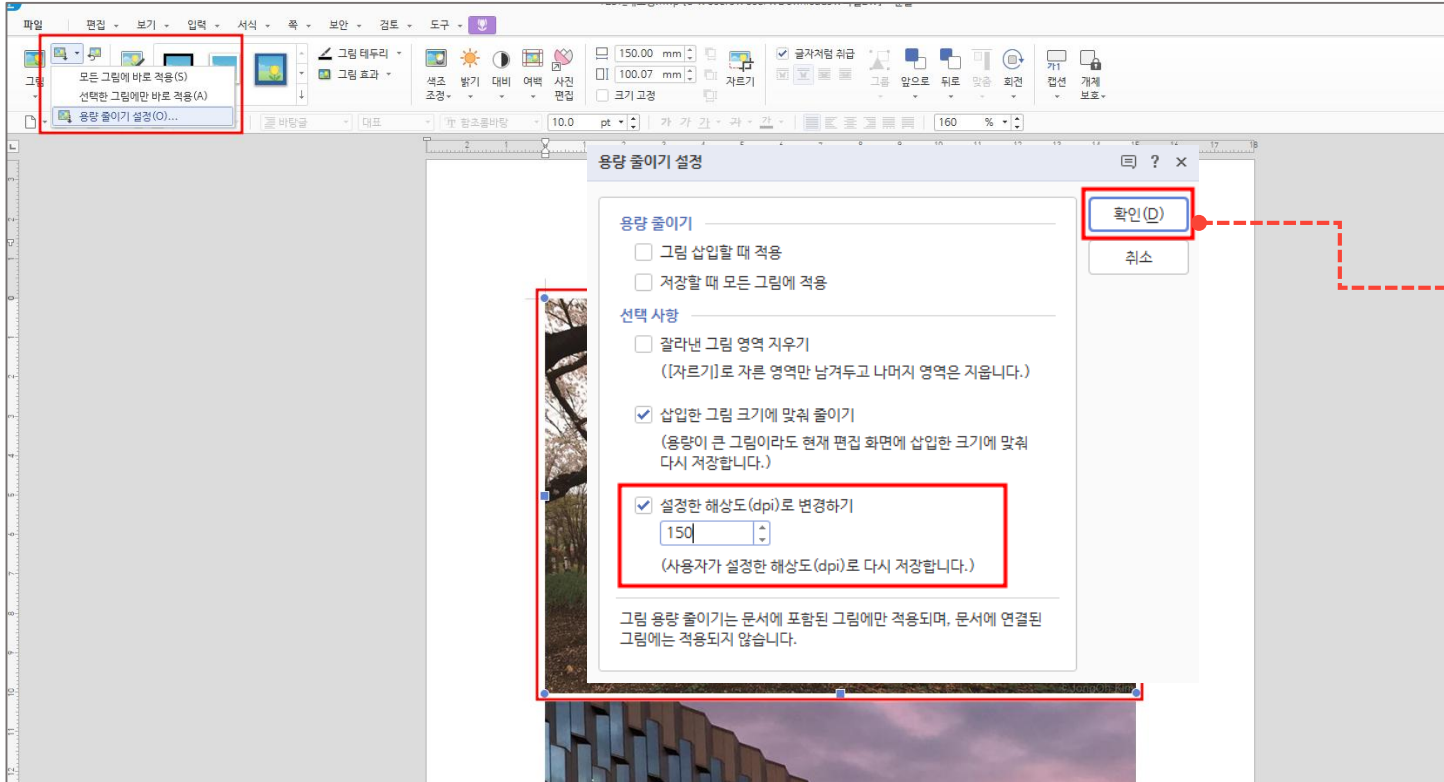 파일 편집 보기 입력 서식 쪽 보안 검토 도구
그림 테두리
그림 효과
색조 조정
밝기
대비
여백
사진 편집
150.00 mm
100.07 mm
크기 고정
자르기
글자처럼 취급
그룹
앞으로
뒤로
맞춤
회전
캡션
개체 보호
모든 그림에 바로 적용(S)
선택한 그림에만 바로 적용(A)
용량 줄이기 설정(O)...
바탕글 대표 함초롬바탕 10.0 pt 가 가 가 가 가 160 %
용량 줄이기 설정
확인(D)
취소
용량 줄이기
그림 삽입할 때 적용
저장할 때 모든 그림에 적용
선택 사항
잘라낸 그림 영역 지우기
([자르기]로 자른 영역만 남겨두고 나머지 영역은 지웁니다.)
삽입한 그림 크기에 맞춰 줄이기
(용량이 큰 그림이라도 현재 편집 화면에 삽입한 크기에 맞춰
다시 저장합니다.)
설정한 해상도(dpi)로 변경하기
150
(사용자가 설정한 해상도(dpi)로 다시 저장합니다.)
그림 용량 줄이기는 문서에 포함된 그림에만 적용되며, 문서에 연결된
그림에는 적용되지 않습니다.